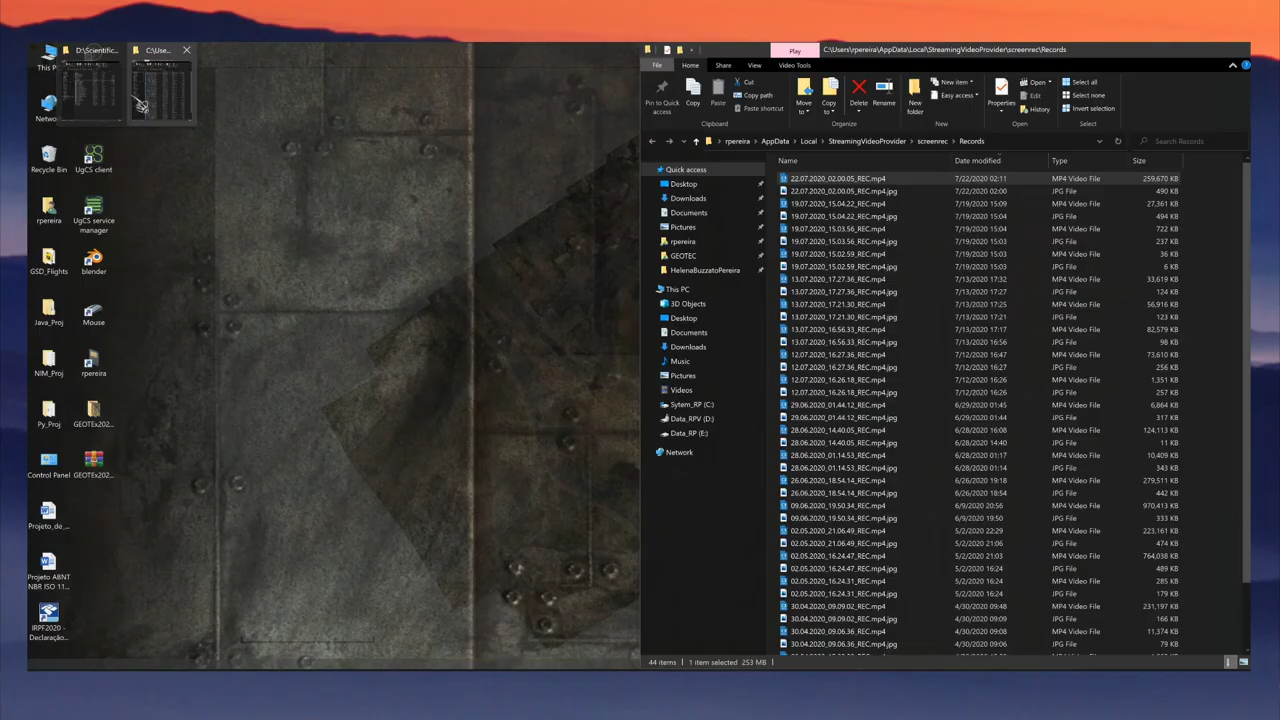 D:\Scientific...
C:\Use...
This P
Netwo
Recycle Bin
UgCS client
rpereira
UgCS service
manager
GSD_Flights
blender
Java_Proj
Mouse
NIM_Proj
rpereira
Py_Proj
GEOTEx202...
Control Panel
GEOTEx202...
Projeto_de_...
Projeto ABNT
NBR ISO 11...
IRPF2020 -
Declaração...
Play
C:\Users\rpereira\AppData\Local\StreamingVideoProvider\screenrec\Records
File
Home
Share
View
Video Tools
Pin to Quick
access
Copy
Paste
Cut
Copy path
Paste shortcut
Clipboard
Move
to
Copy
to
Delete
Rename
Organize
New
folder
New item
Easy access
New
Properties
Open
Edit
History
Open
Select all
Select none
Invert selection
Select
rpereira
AppData
Local
StreamingVideoProvider
screenrec
Records
Search Records
Quick access
Desktop
Downloads
Documents
Pictures
rpereira
GEOTEC
HelenaBuzzatoPereira
This PC
3D Objects
Desktop
Documents
Downloads
Music
Pictures
Videos
Sytem_RP (C:)
Data_RPV (D:)
Data_RP (E:)
Network
Name Date modified Type Size
22.07.2020_02.00.05_REC.mp4 7/22/2020 02:11 MP4 Video File 259,670 KB
22.07.2020_02.00.05_REC.mp4.jpg 7/22/2020 02:00 JPG File 490 KB
19.07.2020_15.04.22_REC.mp4 7/19/2020 15:09 MP4 Video File 27,361 KB
19.07.2020_15.04.22_REC.mp4.jpg 7/19/2020 15:04 JPG File 494 KB
19.07.2020_15.03.56_REC.mp4 7/19/2020 15:04 MP4 Video File 722 KB
19.07.2020_15.03.56_REC.mp4.jpg 7/19/2020 15:03 JPG File 237 KB
19.07.2020_15.02.59_REC.mp4 7/19/2020 15:03 MP4 Video File 36 KB
19.07.2020_15.02.59_REC.mp4.jpg 7/19/2020 15:03 JPG File 6 KB
13.07.2020_17.27.36_REC.mp4 7/13/2020 17:32 MP4 Video File 33,619 KB
13.07.2020_17.27.36_REC.mp4.jpg 7/13/2020 17:27 JPG File 124 KB
13.07.2020_17.21.30_REC.mp4 7/13/2020 17:25 MP4 Video File 56,916 KB
13.07.2020_17.21.30_REC.mp4.jpg 7/13/2020 17:21 JPG File 123 KB
13.07.2020_16.56.33_REC.mp4 7/13/2020 17:17 MP4 Video File 82,579 KB
13.07.2020_16.56.33_REC.mp4.jpg 7/13/2020 16:56 JPG File 98 KB
12.07.2020_16.27.36_REC.mp4 7/12/2020 16:47 MP4 Video File 73,610 KB
12.07.2020_16.27.36_REC.mp4.jpg 7/12/2020 16:27 JPG File 256 KB
12.07.2020_16.26.18_REC.mp4 7/12/2020 16:26 MP4 Video File 1,351 KB
12.07.2020_16.26.18_REC.mp4.jpg 7/12/2020 16:26 JPG File 257 KB
29.06.2020_01.44.12_REC.mp4 6/29/2020 01:45 MP4 Video File 6,864 KB
29.06.2020_01.44.12_REC.mp4.jpg 6/29/2020 01:44 JPG File 317 KB
28.06.2020_14.40.05_REC.mp4 6/28/2020 16:08 MP4 Video File 124,113 KB
28.06.2020_14.40.05_REC.mp4.jpg 6/28/2020 14:40 JPG File 11 KB
28.06.2020_01.14.53_REC.mp4 6/28/2020 01:17 MP4 Video File 10,409 KB
28.06.2020_01.14.53_REC.mp4.jpg 6/28/2020 01:14 JPG File 343 KB
26.06.2020_18.54.14_REC.mp4 6/26/2020 19:18 MP4 Video File 279,511 KB
26.06.2020_18.54.14_REC.mp4.jpg 6/26/2020 18:54 JPG File 442 KB
09.06.2020_19.50.34_REC.mp4 6/9/2020 20:56 MP4 Video File 970,413 KB
09.06.2020_19.50.34_REC.mp4.jpg 6/9/2020 19:50 JPG File 333 KB
02.05.2020_21.06.49_REC.mp4 5/2/2020 22:29 MP4 Video File 223,161 KB
02.05.2020_21.06.49_REC.mp4.jpg 5/2/2020 21:06 JPG File 474 KB
02.05.2020_16.24.47_REC.mp4 5/2/2020 21:03 MP4 Video File 764,038 KB
02.05.2020_16.24.47_REC.mp4.jpg 5/2/2020 16:24 JPG File 489 KB
02.05.2020_16.24.31_REC.mp4 5/2/2020 16:24 MP4 Video File 285 KB
02.05.2020_16.24.31_REC.mp4.jpg 5/2/2020 16:24 JPG File 179 KB
30.04.2020_09.09.02_REC.mp4 4/30/2020 09:48 MP4 Video File 231,197 KB
30.04.2020_09.09.02_REC.mp4.jpg 4/30/2020 09:09 JPG File 166 KB
30.04.2020_09.06.36_REC.mp4 4/30/2020 09:08 MP4 Video File 11,374 KB
30.04.2020_09.06.36_REC.mp4.jpg 4/30/2020 09:06 JPG File 79 KB
44 items 1 item selected 253 MB